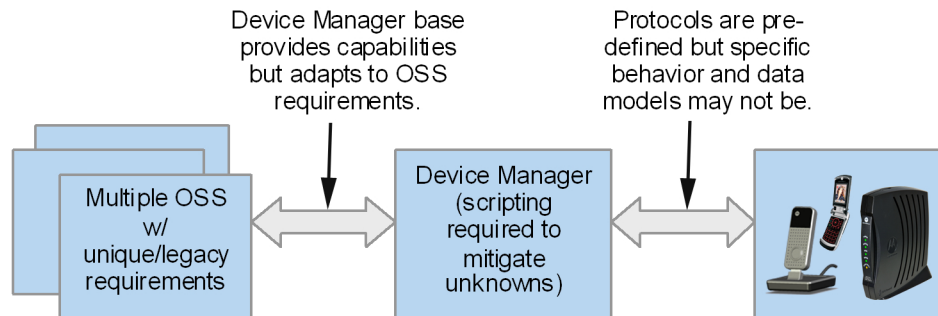 Device Manager base
provides capabilities
but adapts to OSS
requirements.
Protocols are pre-
defined but specific
behavior and data
models may not be.
Multiple OSS
w/
unique/legacy
requirements
Device Manager
(scripting
required to
mitigate
unknowns)